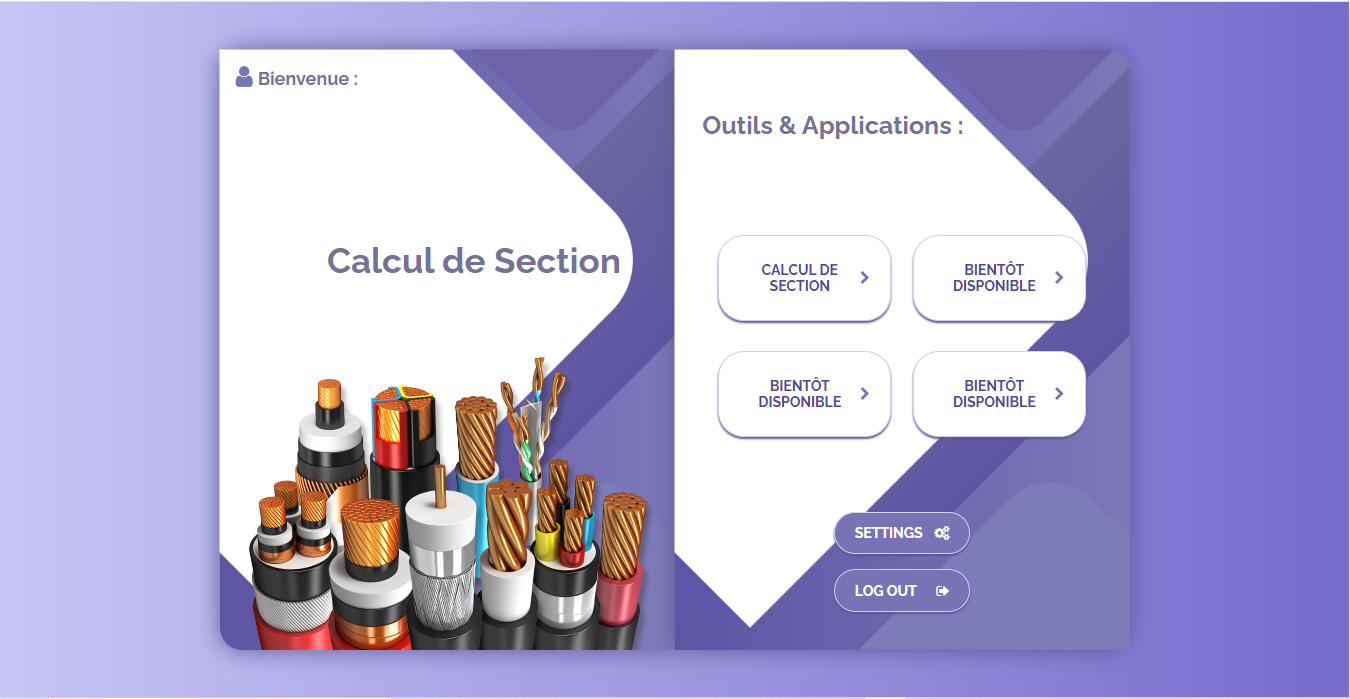 Bienvenue :
Calcul de Section
Outils & Applications :
CALCUL DE
SECTION
BIENTÔT
DISPONIBLE
BIENTÔT
DISPONIBLE
BIENTÔT
DISPONIBLE
SETTINGS
LOG OUT